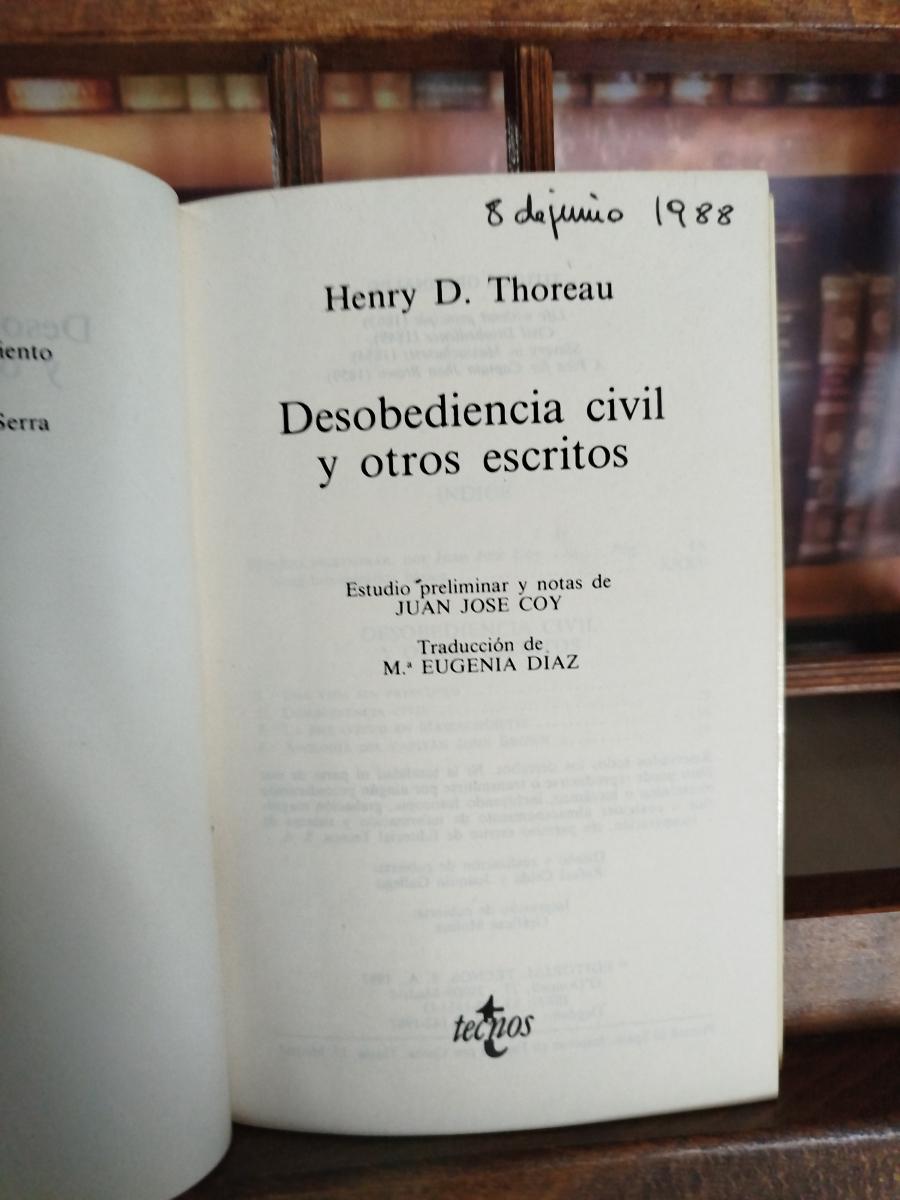 iento
Serra
8 de junio 1988
Henry D. Thoreau
Desobediencia civil
y otros escritos
Estudio preliminar y notas de
JUAN JOSE COY
Traducción de
M.ª EUGENIA DIAZ
tecnos